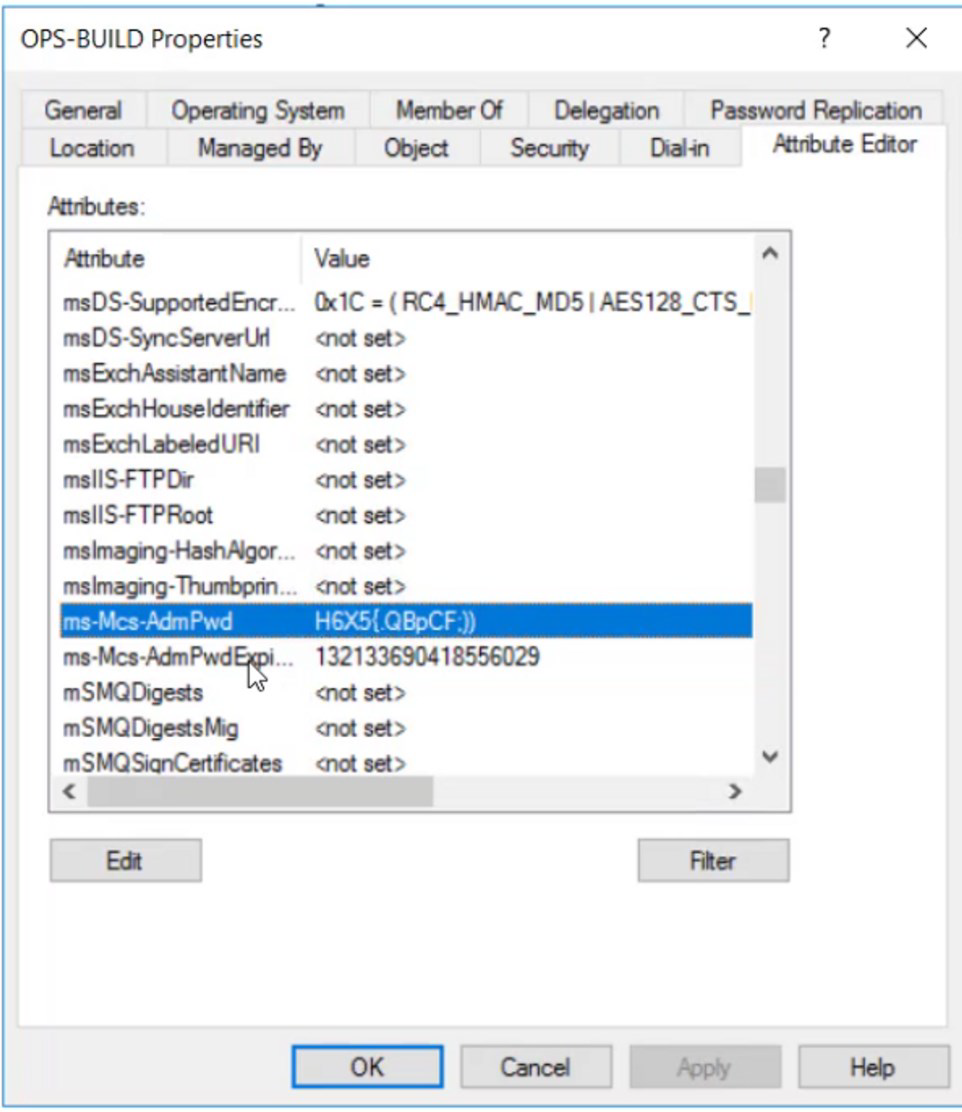 OPS-BUILD Properties ?
General Operating System Member Of Delegation Password Replication
Location Managed By Object Security Dial-in Attribute Editor
Attributes:
Attribute Value
msDS-SupportedEncr... 0x1C = ( RC4_HMAC_MD5 | AES128_CTS_
msDS-SyncServerUrl <not set>
msExchAssistantName <not set>
msExchHouseIdentifier <not set>
msExchLabeledURI <not set>
msIIS-FTPDir <not set>
msIIS-FTPRoot <not set>
msImaging-HashAlgor... <not set>
msImaging-Thumbprin... <not set>
ms-Mcs-AdmPwd H6X5{.QBpCF;))
ms-Mcs-AdmPwdExpi... 132133690418556029
mSMQDigests <not set>
mSMQDigestsMig <not set>
mSMQSignCertificates <not set>
Edit Filter
OK Cancel Apply Help